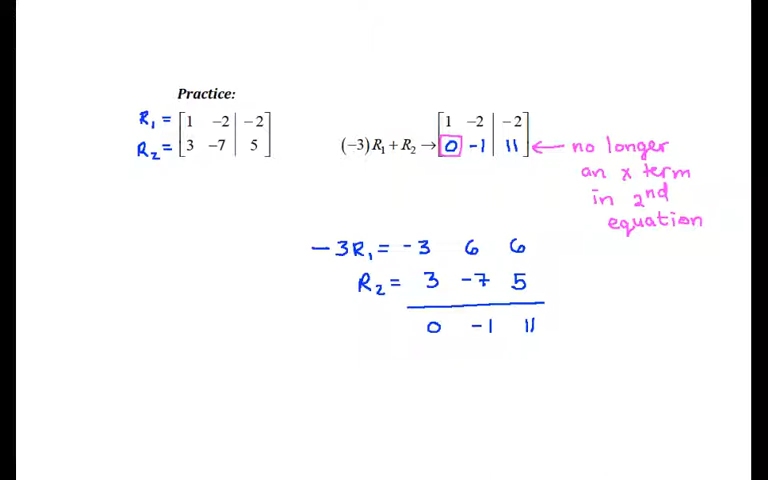 Practice:
R₁ = [1 −2 | −2]
R₂ = [3 −7 | 5]
[1 −2 | −2]
(−3)R₁ + R₂ → [0 −1 | 11] ← no longer
an x term
in 2nd
equation
− 3R₁ = −3 6 6
R₂ = 3 −7 5
0 −1 11